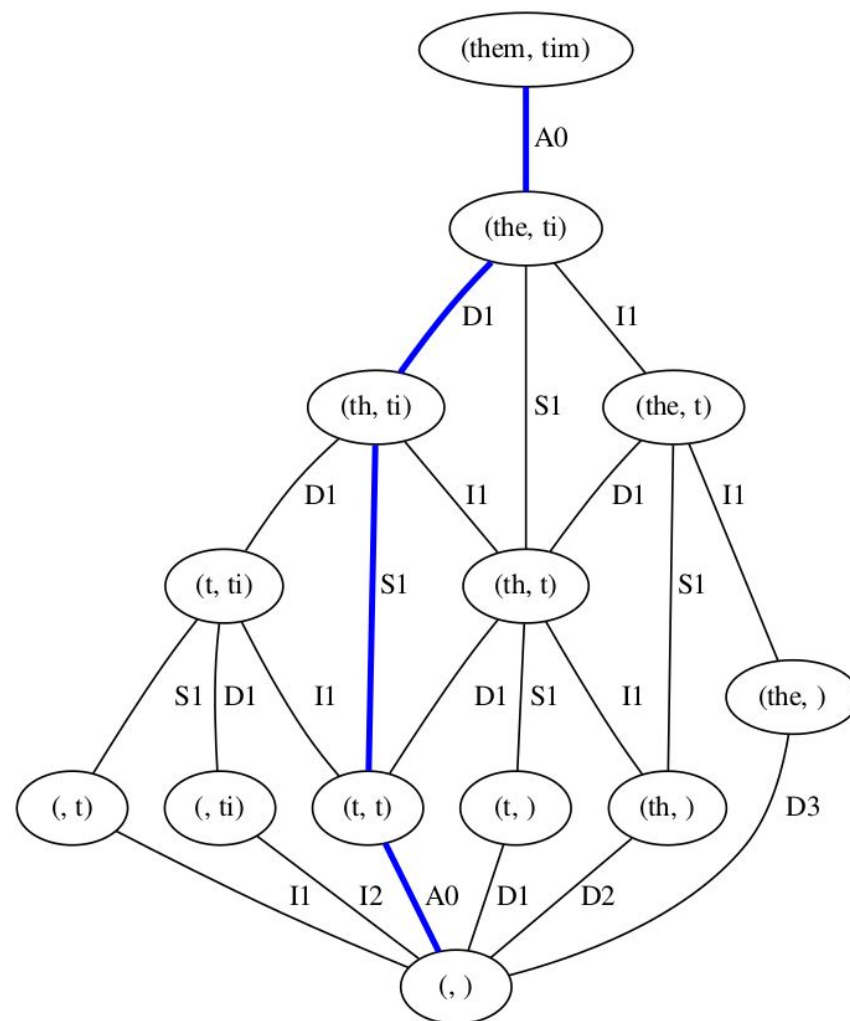 (them, tim)
A0
(the, ti)
D1 I1
(th, ti) S1 (the, t)
D1 I1 D1 I1
(t, ti) S1 (th, t) S1
S1 D1 I1 D1 S1 I1 (the, )
(, t) (, ti) (t, t) (t, ) (th, ) D3
I1 I2 A0 D1 D2
(, )